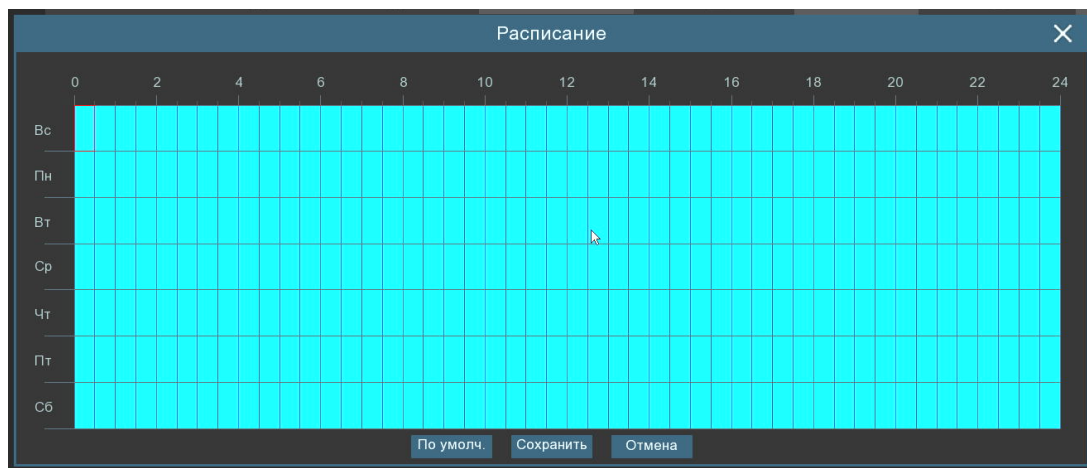 Расписание
0 2 4 6 8 10 12 14 16 18 20 22 24
Вс
Пн
Вт
Ср
Чт
Пт
Сб
По умолч. Сохранить Отмена